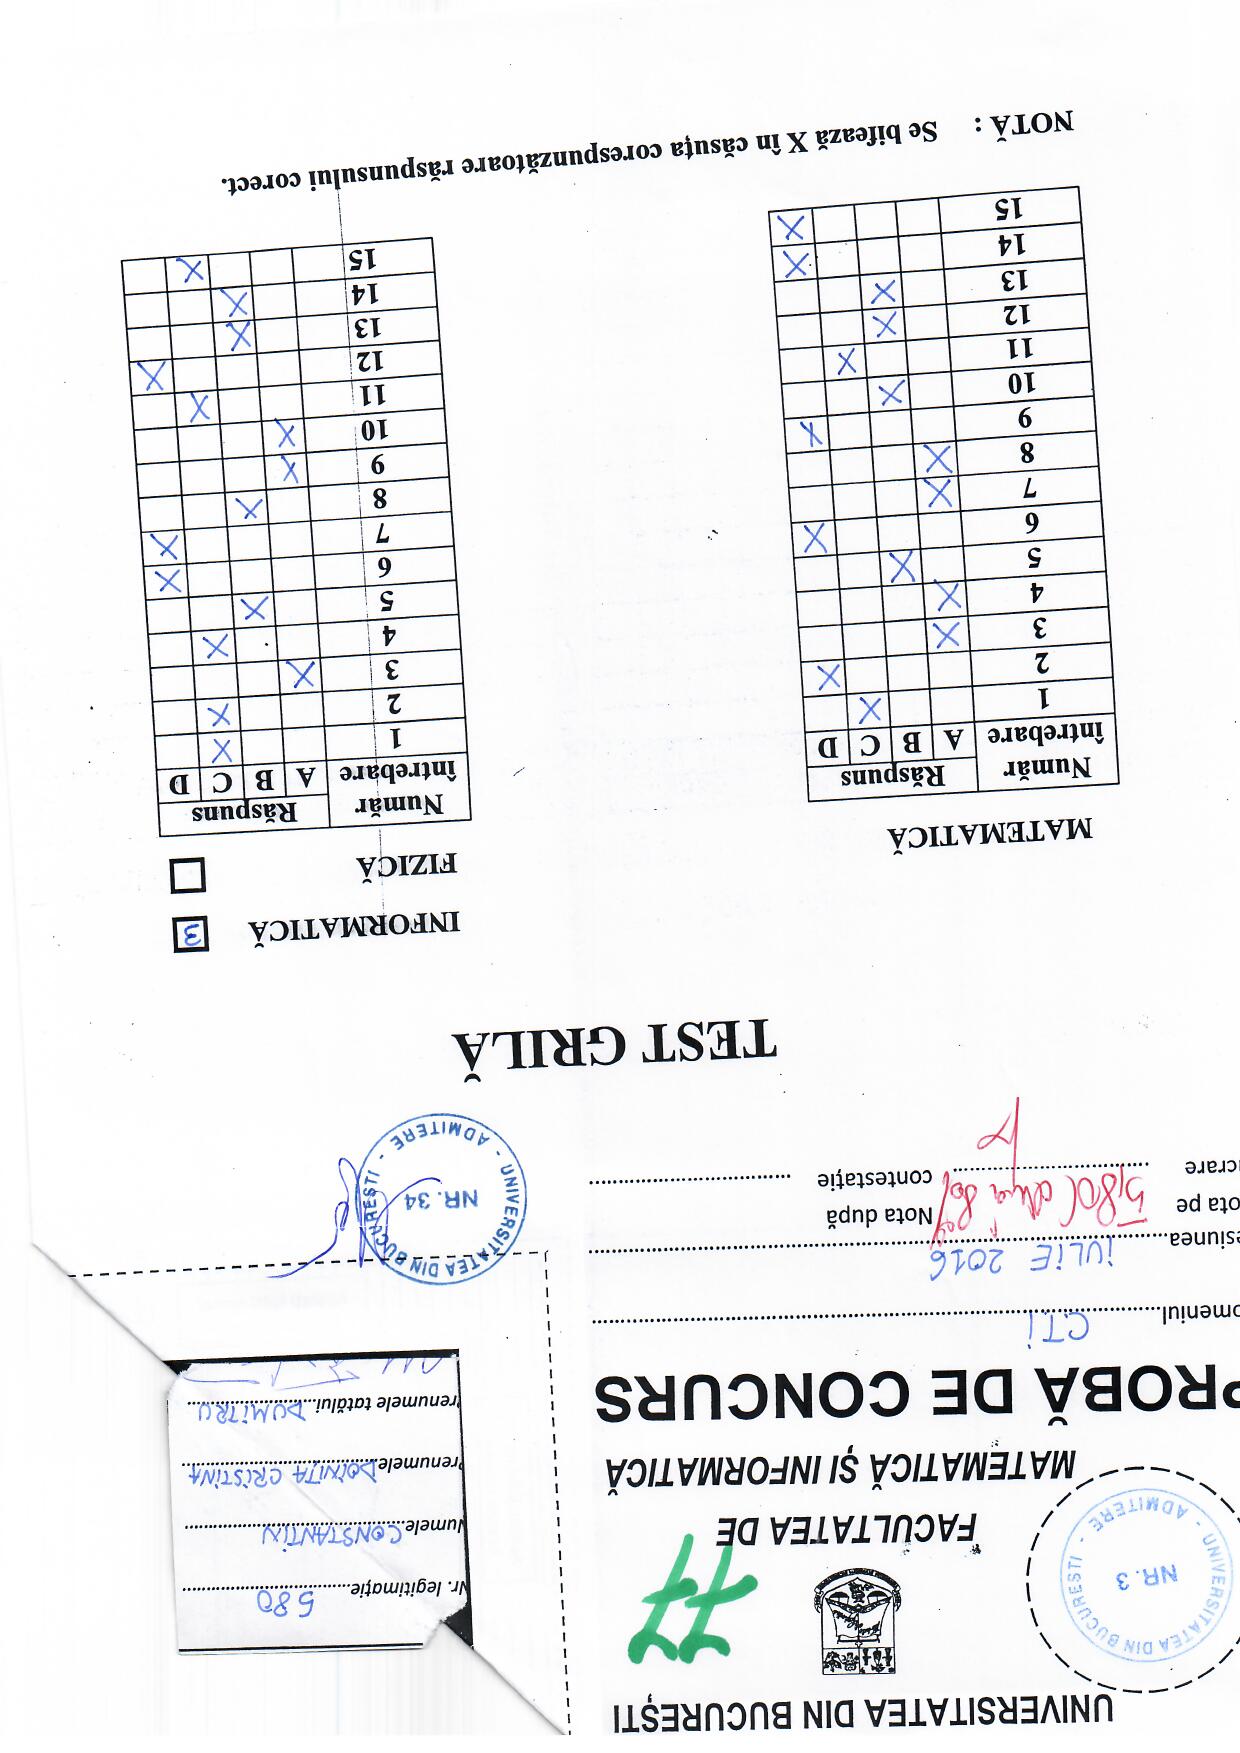 UNIVERSITATEA DIN BUCUREȘTI
FACULTATEA DE
MATEMATICĂ ȘI INFORMATICĂ
PROBĂ DE CONCURS
UNIVERSITATEA DIN BUCUREȘTI - ADMITERE -
NR. 3
77
Nr. legitimație 580
Numele CONSTANTIN
Prenumele DOINIȚA CRISTINA
Prenumele tatălui DUMITRU
omeniul C.T.I
esiunea IULIE 2016
ota pe
crare
5,80
Nota după
contestație
UNIVERSITATEA DIN BUCUREȘTI - ADMITERE -
NR. 34
TEST GRILĂ
MATEMATICĂ
Număr întrebare Răspuns
A B C D
1 X
2 X
3 X
4 X
5 X
6 X
7 X
8 X
9 X
10 X
11 X
12 X
13 X
14 X
15 X
INFORMATICĂ 3
FIZICĂ
Număr întrebare Răspuns
A B C D
1 X
2 X
3 X
4 X
5 X
6 X
7 X
8 X
9 X
10 X
11 X
12 X
13 X
14 X
15 X
NOTĂ : Se bifează X în căsuța corespunzătoare răspunsului corect.